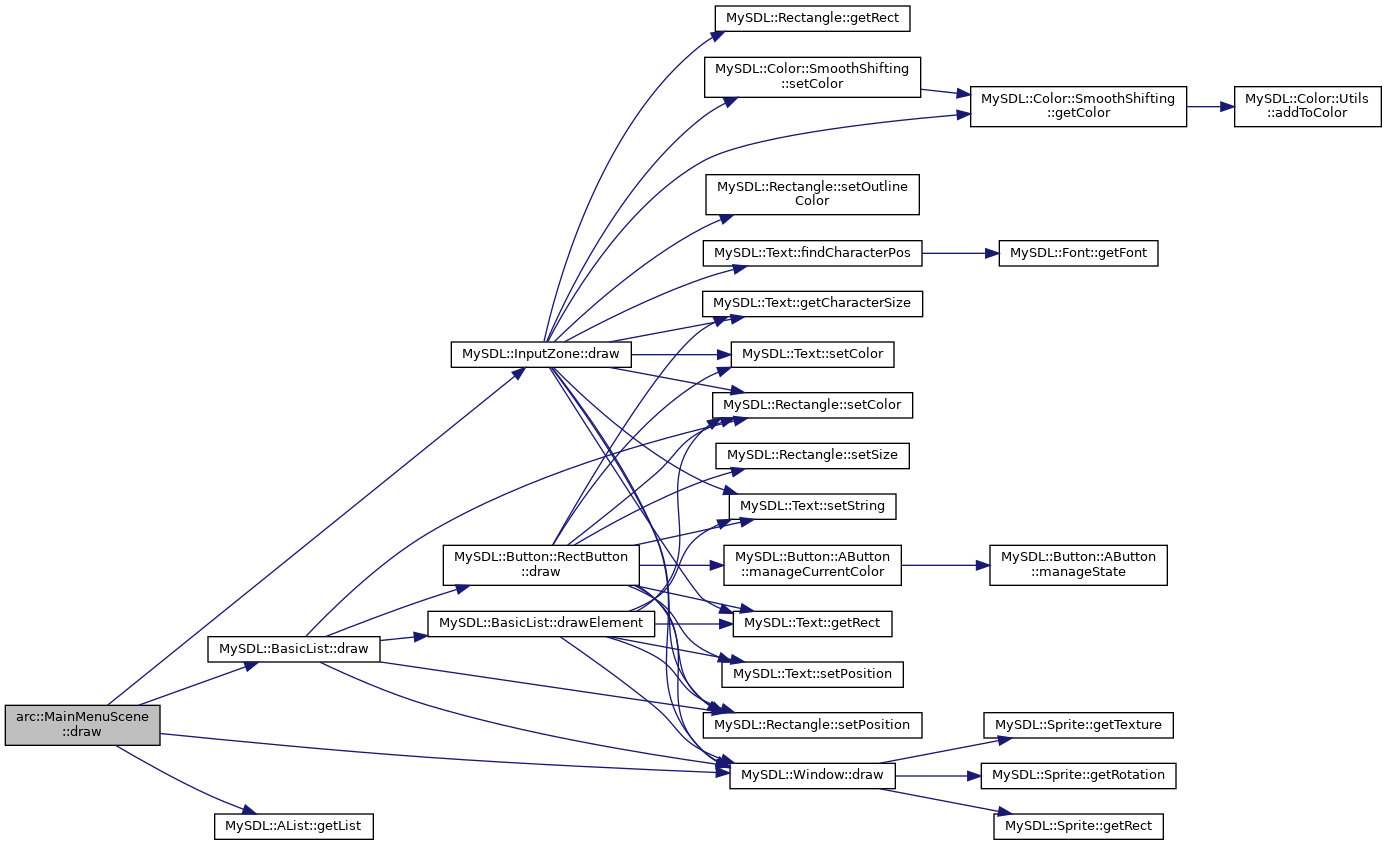 MySDL::Rectangle::getRect
MySDL::Color::SmoothShifting
::setColor
MySDL::Color::SmoothShifting
::getColor
MySDL::Color::Utils
::addToColor
MySDL::Rectangle::setOutline
Color
MySDL::Text::findCharacterPos
MySDL::Font::getFont
MySDL::Text::getCharacterSize
MySDL::InputZone::draw
MySDL::Text::setColor
MySDL::Rectangle::setColor
MySDL::Rectangle::setSize
MySDL::Text::setString
MySDL::Button::RectButton
::draw
MySDL::Button::AButton
::manageCurrentColor
MySDL::Button::AButton
::manageState
MySDL::BasicList::drawElement
MySDL::Text::getRect
MySDL::BasicList::draw
MySDL::Text::setPosition
arc::MainMenuScene
::draw
MySDL::Rectangle::setPosition
MySDL::Sprite::getTexture
MySDL::Window::draw
MySDL::Sprite::getRotation
MySDL::AList::getList
MySDL::Sprite::getRect